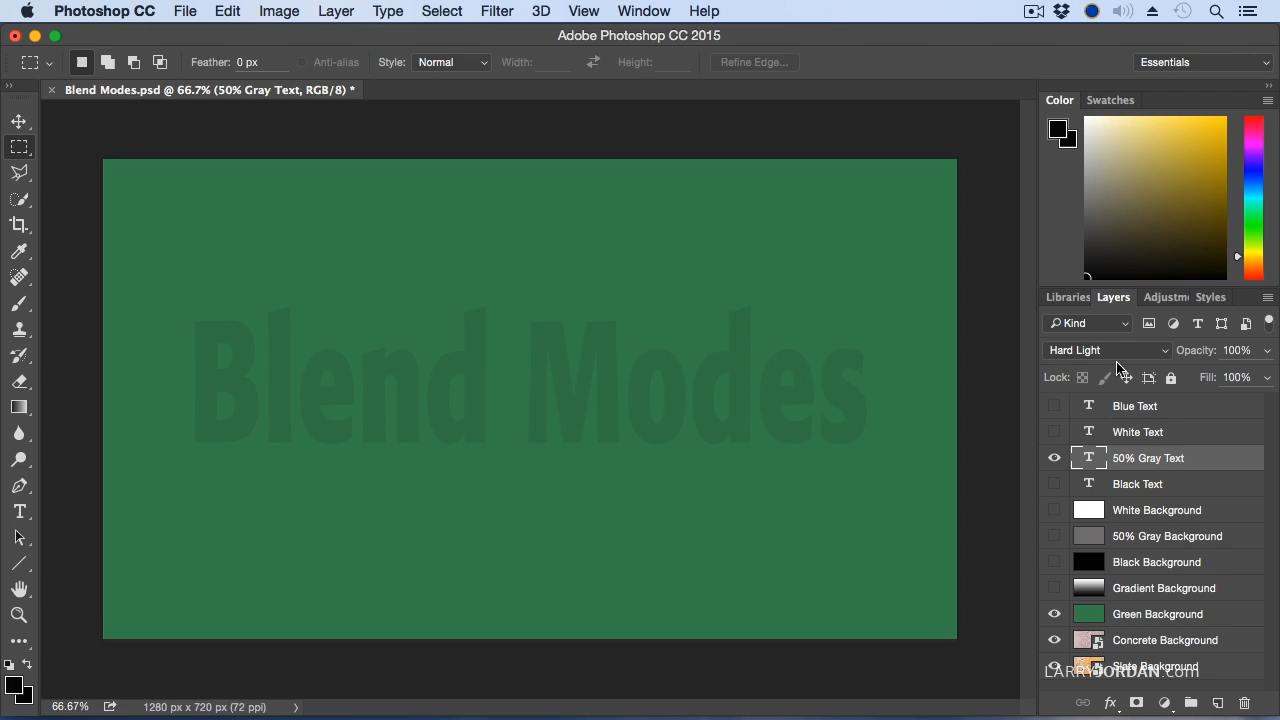 Photoshop CC File Edit Image Layer Type Select Filter 3D View Window Help
Adobe Photoshop CC 2015
Feather: 0 px Anti-alias Style: Normal Width: Height: Refine Edge... Essentials
Blend Modes.psd @ 66.7% (50% Gray Text, RGB/8) *
Color Swatches
Blend Modes
Libraries Layers Adjustm Styles
Kind
Hard Light Opacity: 100%
Lock: Fill: 100%
Blue Text
White Text
50% Gray Text
Black Text
White Background
50% Gray Background
Black Background
Gradient Background
Green Background
Concrete Background
Slate Background
LARRYJORDAN.com
66.67% 1280 px x 720 px (72 ppi)